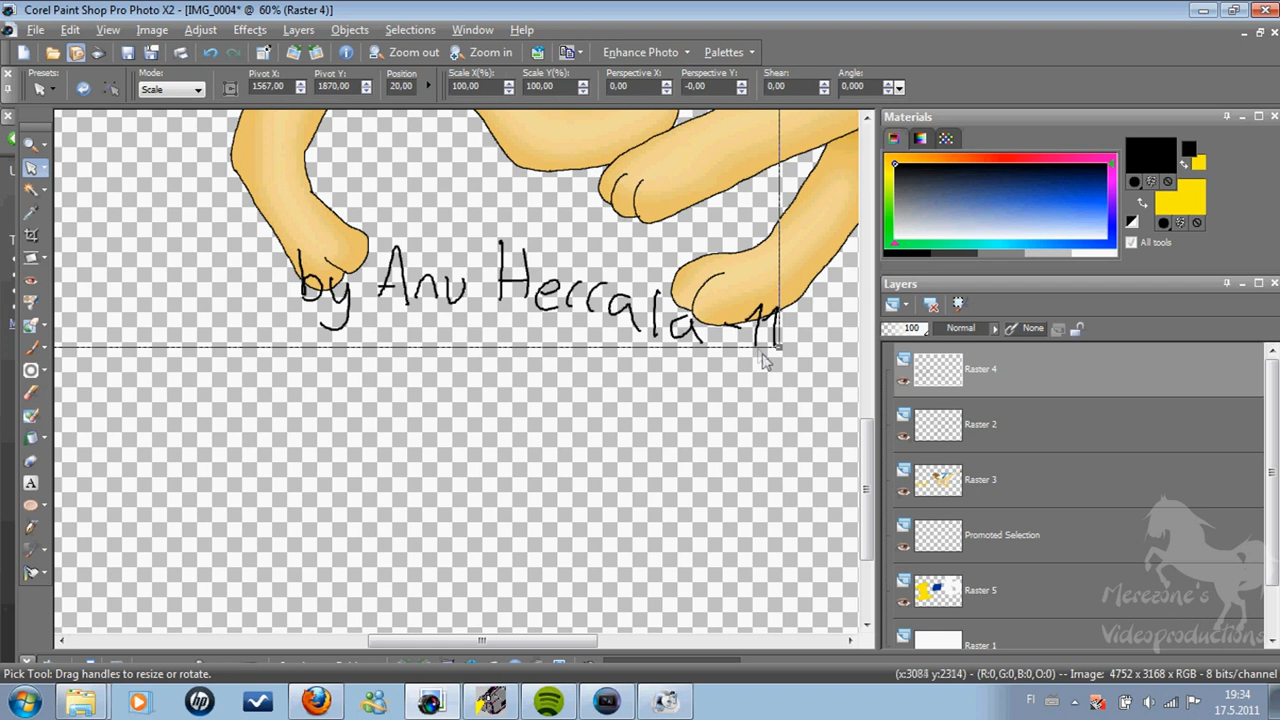 Corel Paint Shop Pro Photo X2 - [IMG_0004* @ 60% (Raster 4)]
File Edit View Image Adjust Effects Layers Objects Selections Window Help
Zoom out Zoom in Enhance Photo Palettes
Presets: Mode: Pivot X: Pivot Y: Position Scale X(%): Scale Y(%): Perspective X: Perspective Y: Shear: Angle:
Scale 1567,00 1870,00 20,00 100,00 100,00 0,00 -0,00 0,00 0,000
Materials
All tools
by Anu Herrala -11
Layers
100 Normal None
Raster 4
Raster 2
Raster 3
Promoted Selection
Raster 5
Raster 1
Merezone's
Videoproductions
Pick Tool: Drag handles to resize or rotate. (x:3084 y:2314) - (R:0,G:0,B:0,O:0) -- Image: 4752 x 3168 x RGB - 8 bits/channel
FI 19:34
17.5.2011